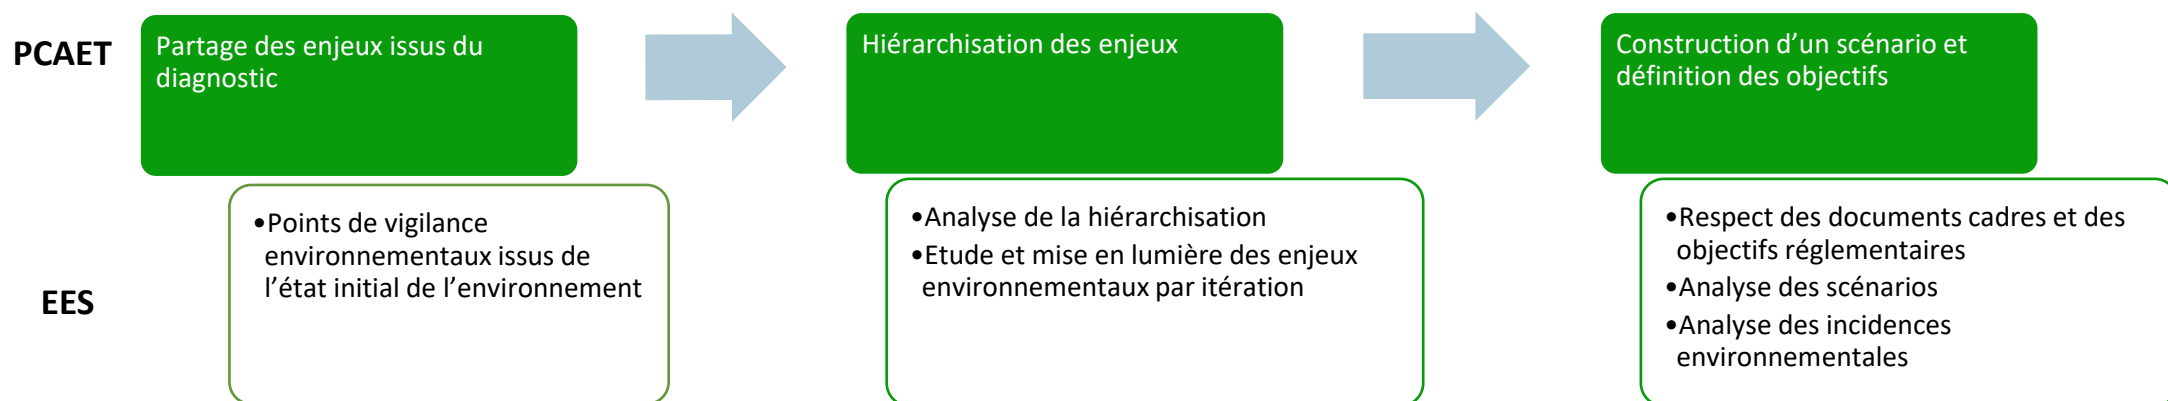 PCAET
Partage des enjeux issus du
diagnostic
Hiérarchisation des enjeux
Construction d’un scénario et
définition des objectifs
EES
•Points de vigilance
environnementaux issus de
l’état initial de l’environnement
•Analyse de la hiérarchisation
•Etude et mise en lumière des enjeux
environnementaux par itération
•Respect des documents cadres et des
objectifs réglementaires
•Analyse des scénarios
•Analyse des incidences
environnementales